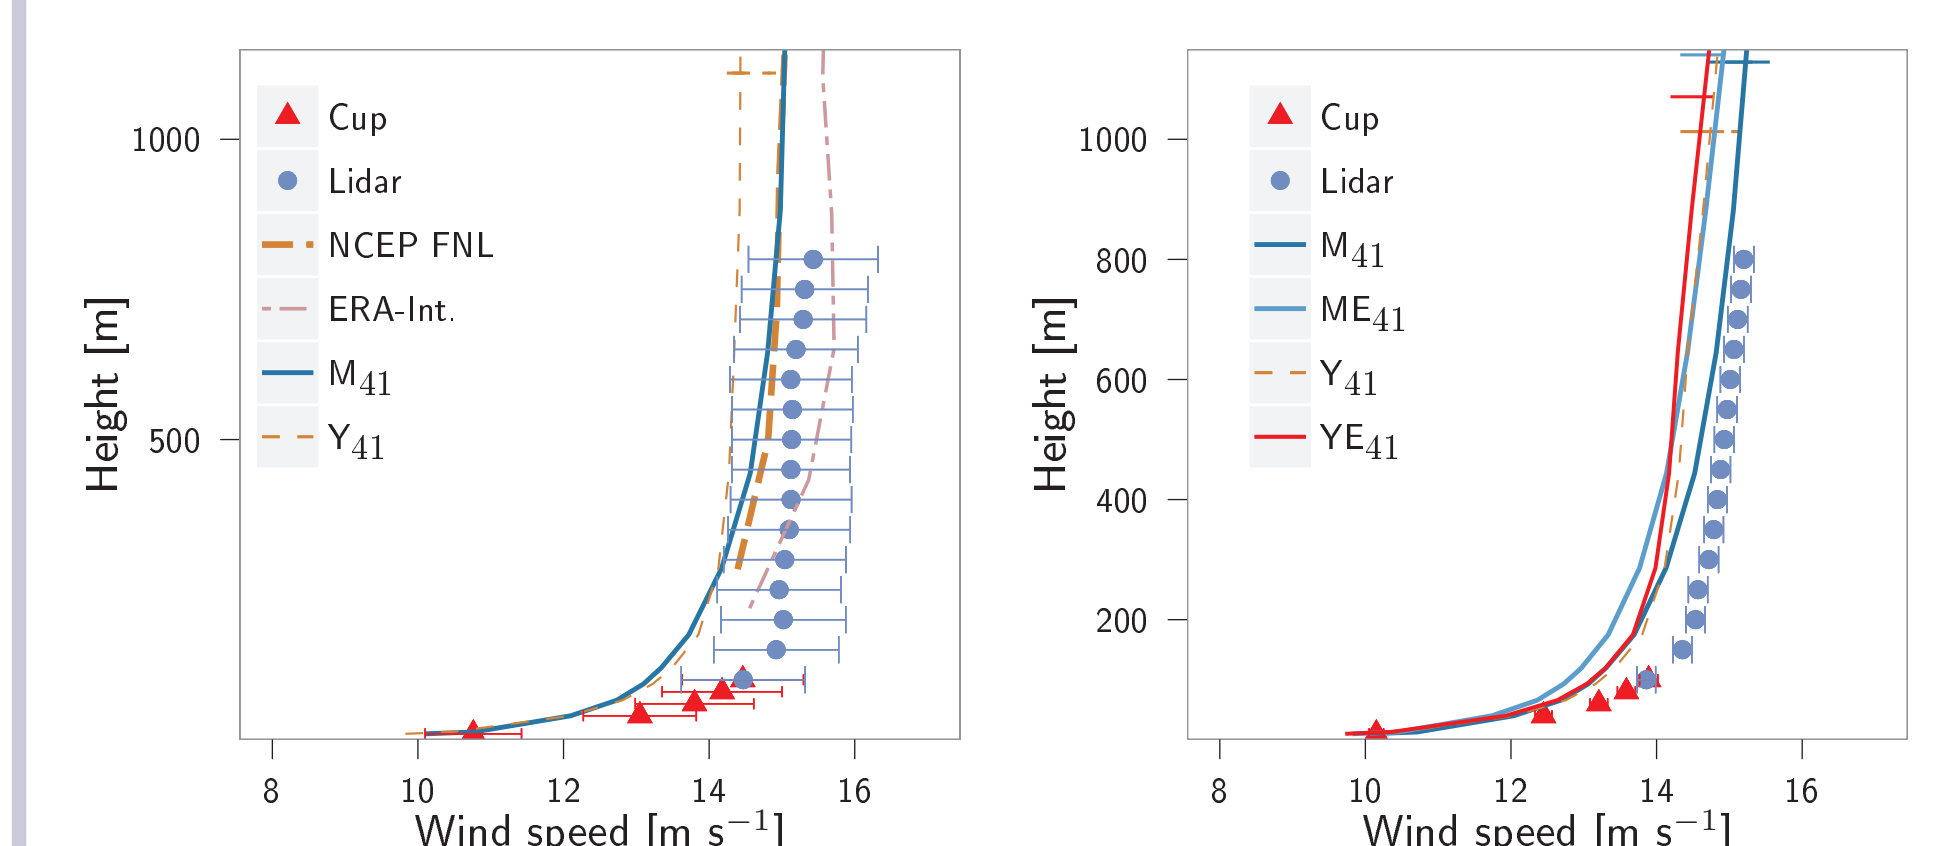 Cup
Lidar
NCEP FNL
ERA-Int.
M41
Y41
1000
500
Height [m]
8 10 12 14 16
Wind speed [m s−1]
Cup
Lidar
M41
ME41
Y41
YE41
1000
800
600
400
200
Height [m]
8 10 12 14 16
Wind speed [m s−1]